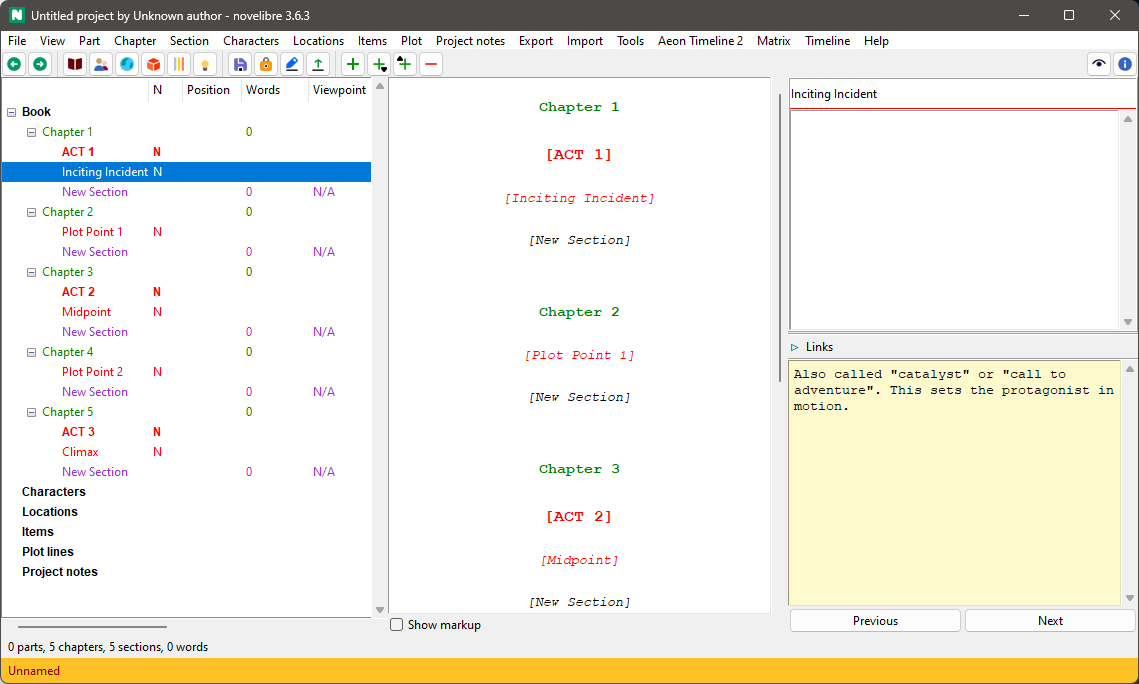 Untitled project by Unknown author - novelibre 3.6.3
File View Part Chapter Section Characters Locations Items Plot Project notes Export Import Tools Aeon Timeline 2 Matrix Timeline Help
N Position Words Viewpoint
Book
Chapter 1 0
ACT 1 N
Inciting Incident N
New Section 0 N/A
Chapter 2 0
Plot Point 1 N
New Section 0 N/A
Chapter 3 0
ACT 2 N
Midpoint N
New Section 0 N/A
Chapter 4 0
Plot Point 2 N
New Section 0 N/A
Chapter 5 0
ACT 3 N
Climax N
New Section 0 N/A
Characters
Locations
Items
Plot lines
Project notes
Chapter 1
[ACT 1]
[Inciting Incident]
[New Section]
Chapter 2
[Plot Point 1]
[New Section]
Chapter 3
[ACT 2]
[Midpoint]
[New Section]
Show markup
Inciting Incident
Links
Also called "catalyst" or "call to
adventure". This sets the protagonist in
motion.
Previous Next
0 parts, 5 chapters, 5 sections, 0 words
Unnamed